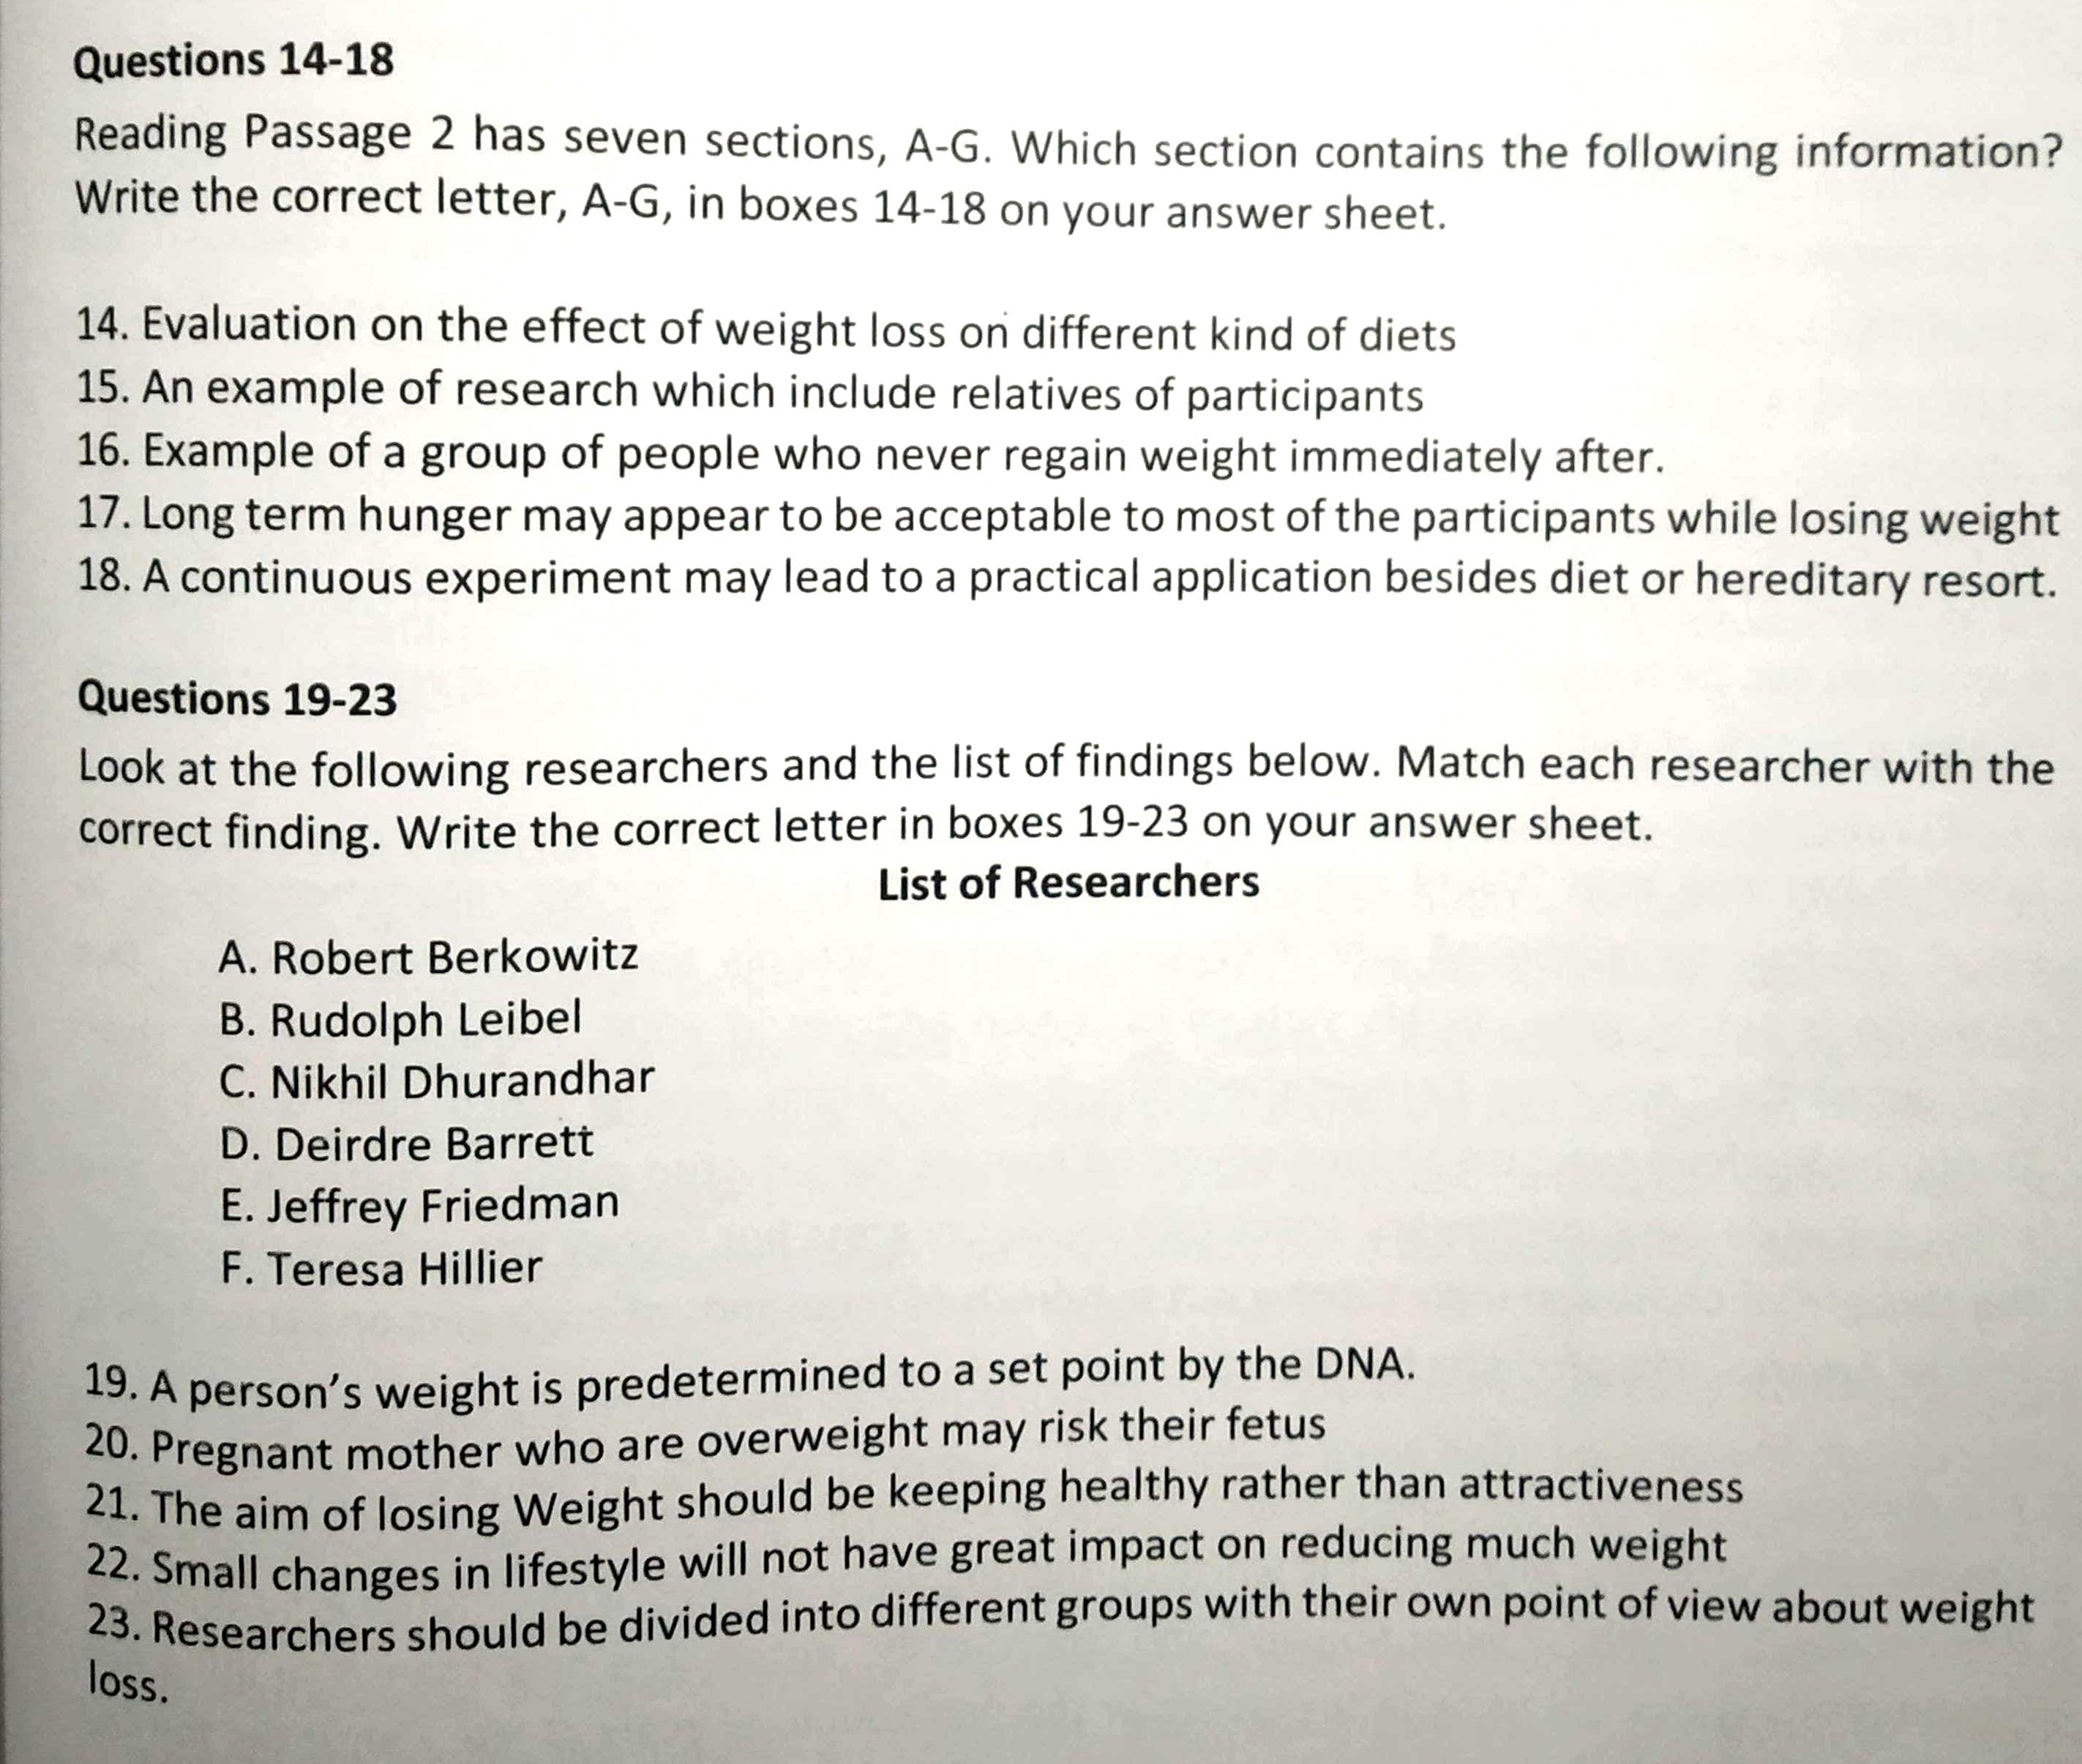 Questions 14-18
Reading Passage 2 has seven sections, A-G. Which section contains the following information?
Write the correct letter, A-G, in boxes 14-18 on your answer sheet.
14. Evaluation on the effect of weight loss on different kind of diets
15. An example of research which include relatives of participants
16. Example of a group of people who never regain weight immediately after.
17. Long term hunger may appear to be acceptable to most of the participants while losing weight
18. A continuous experiment may lead to a practical application besides diet or hereditary resort.
Questions 19-23
Look at the following researchers and the list of findings below. Match each researcher with the
correct finding. Write the correct letter in boxes 19-23 on your answer sheet.
List of Researchers
A. Robert Berkowitz
B. Rudolph Leibel
C. Nikhil Dhurandhar
D. Deirdre Barrett
E. Jeffrey Friedman
F. Teresa Hillier
19. A person's weight is predetermined to a set point by the DNA.
20. Pregnant mother who are overweight may risk their fetus
21. The aim of losing Weight should be keeping healthy rather than attractiveness
22. Small changes in lifestyle will not have great impact on reducing much weight
23. Researchers should be divided into different groups with their own point of view about weight
loss.